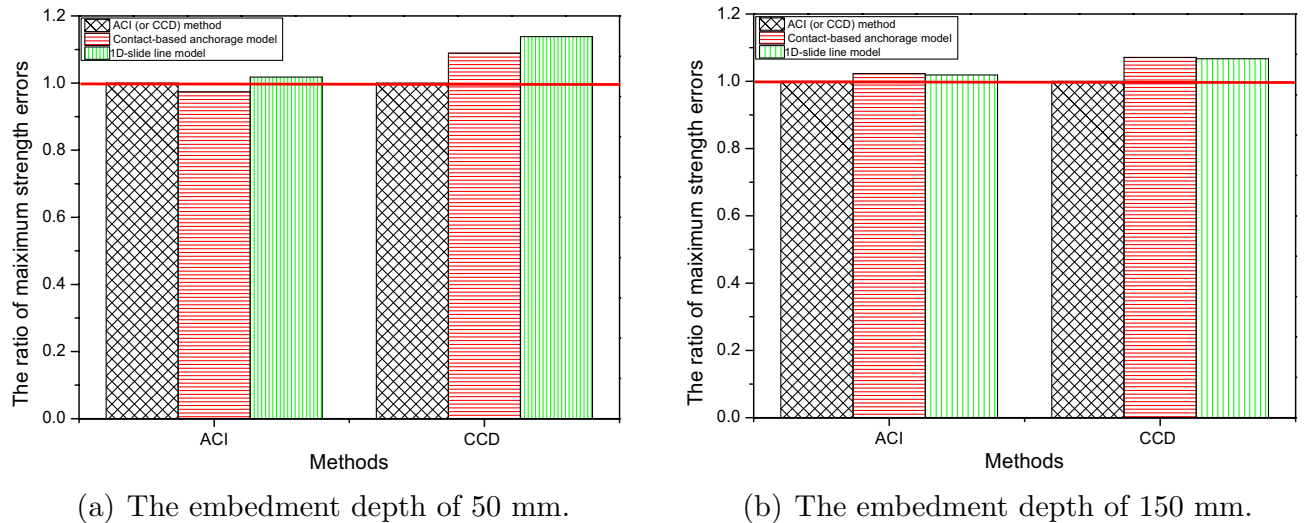 The ratio of maiximum strength errors
1.2
1.0
0.8
0.6
0.4
0.2
0.0
ACI (or CCD) method
Contact-based anchorage model
1D-slide line model
ACI
CCD
Methods
(a) The embedment depth of 50 mm.
The ratio of maiximum strength errors
1.2
1.0
0.8
0.6
0.4
0.2
0.0
ACI (or CCD) method
Contact-based anchorage model
1D-slide line model
ACI
CCD
Methods
(b) The embedment depth of 150 mm.